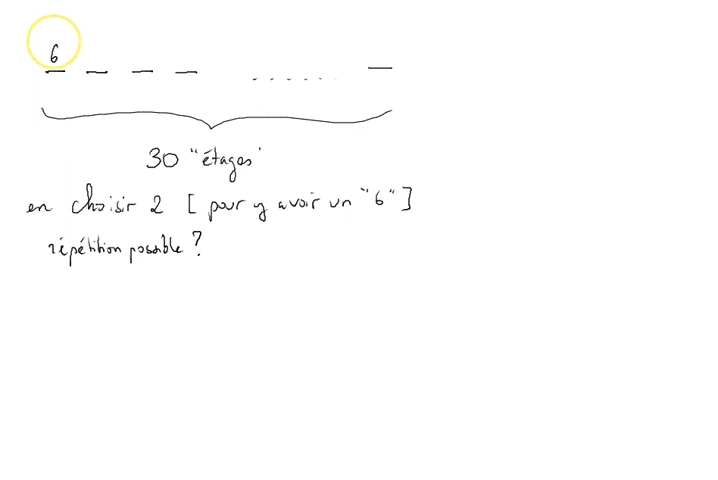 6
30 "étages"
en choisir 2 [ pour y avoir un "6" ]
répétition possible ?